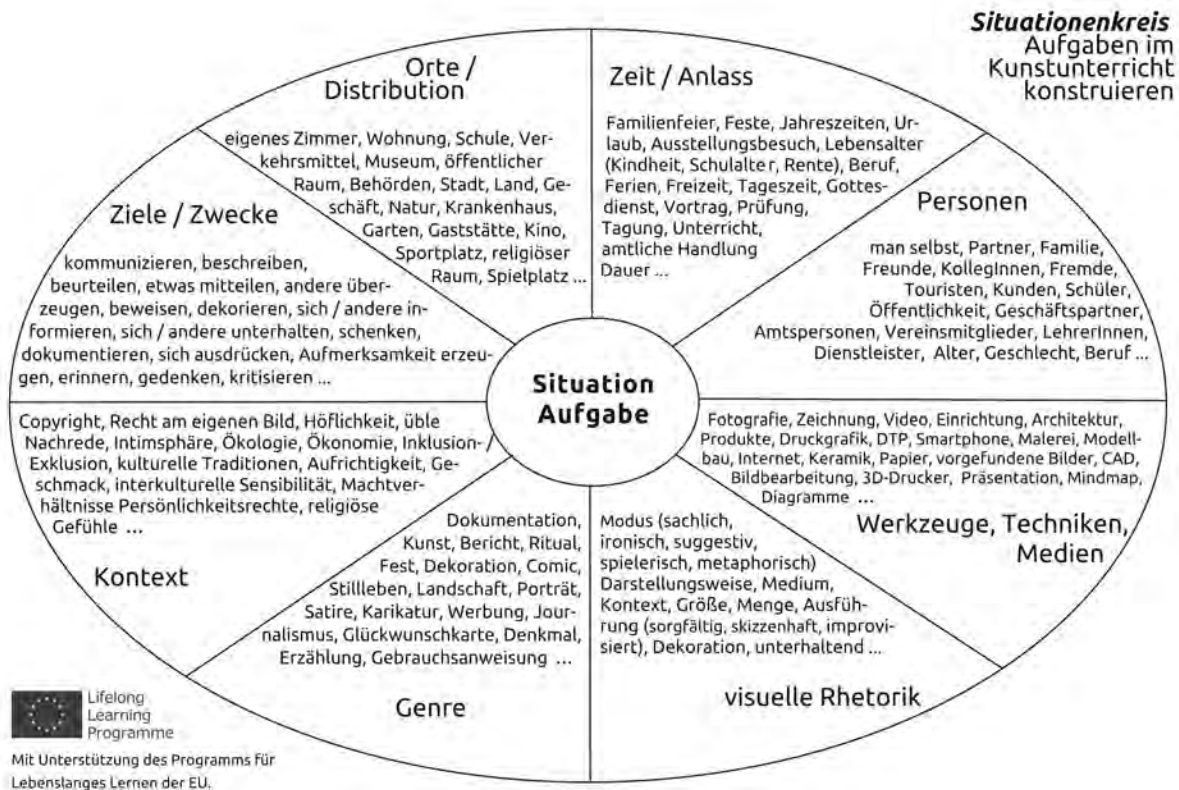 Situationenkreis
Aufgaben im
Kunstunterricht
konstruieren
Orte /
Distribution
eigenes Zimmer, Wohnung, Schule, Ver-
kehrsmittel, Museum, öffentlicher
Raum, Behörden, Stadt, Land, Ge-
schäft, Natur, Krankenhaus,
Garten, Gaststätte, Kino,
Sportplatz, religiöser
Raum, Spielplatz ...
Zeit / Anlass
Familienfeier, Feste, Jahreszeiten, Ur-
laub, Ausstellungsbesuch, Lebensalter
(Kindheit, Schulalter, Rente), Beruf,
Ferien, Freizeit, Tageszeit, Gottes-
dienst, Vortrag, Prüfung,
Tagung, Unterricht,
amtliche Handlung
Dauer ...
Personen
man selbst, Partner, Familie,
Freunde, KollegInnen, Fremde,
Touristen, Kunden, Schüler,
Öffentlichkeit, Geschäftspartner,
Amtspersonen, Vereinsmitglieder, LehrerInnen,
Dienstleister, Alter, Geschlecht, Beruf ...
Ziele / Zwecke
kommunizieren, beschreiben,
beurteilen, etwas mitteilen, andere über-
zeugen, beweisen, dekorieren, sich / andere in-
formieren, sich / andere unterhalten, schenken,
dokumentieren, sich ausdrücken, Aufmerksamkeit erzeu-
gen, erinnern, gedenken, kritisieren ...
Situation
Aufgabe
Copyright, Recht am eigenen Bild, Höflichkeit, üble
Nachrede, Intimsphäre, Ökologie, Ökonomie, Inklusion-/
Exklusion, kulturelle Traditionen, Aufrichtigkeit, Ge-
schmack, interkulturelle Sensibilität, Machtver-
hältnisse Persönlichkeitsrechte, religiöse
Gefühle ...
Kontext
Fotografie, Zeichnung, Video, Einrichtung, Architektur,
Produkte, Druckgrafik, DTP, Smartphone, Malerei, Modell-
bau, Internet, Keramik, Papier, vorgefundene Bilder, CAD,
Bildbearbeitung, 3D-Drucker, Präsentation, Mindmap,
Diagramme ...
Werkzeuge, Techniken,
Medien
Dokumentation,
Kunst, Bericht, Ritual,
Fest, Dekoration, Comic,
Stillleben, Landschaft, Porträt,
Satire, Karikatur, Werbung, Jour-
nalismus, Glückwunschkarte, Denkmal,
Erzählung, Gebrauchsanweisung ...
Genre
Modus (sachlich,
ironisch, suggestiv,
spielerisch, metaphorisch)
Darstellungsweise, Medium,
Kontext, Größe, Menge, Ausfüh-
rung (sorgfältig, skizzenhaft, improvi-
siert), Dekoration, unterhaltend ...
visuelle Rhetorik
Lifelong
Learning
Programme
Mit Unterstützung des Programms für
Lebenslanges Lernen der EU.